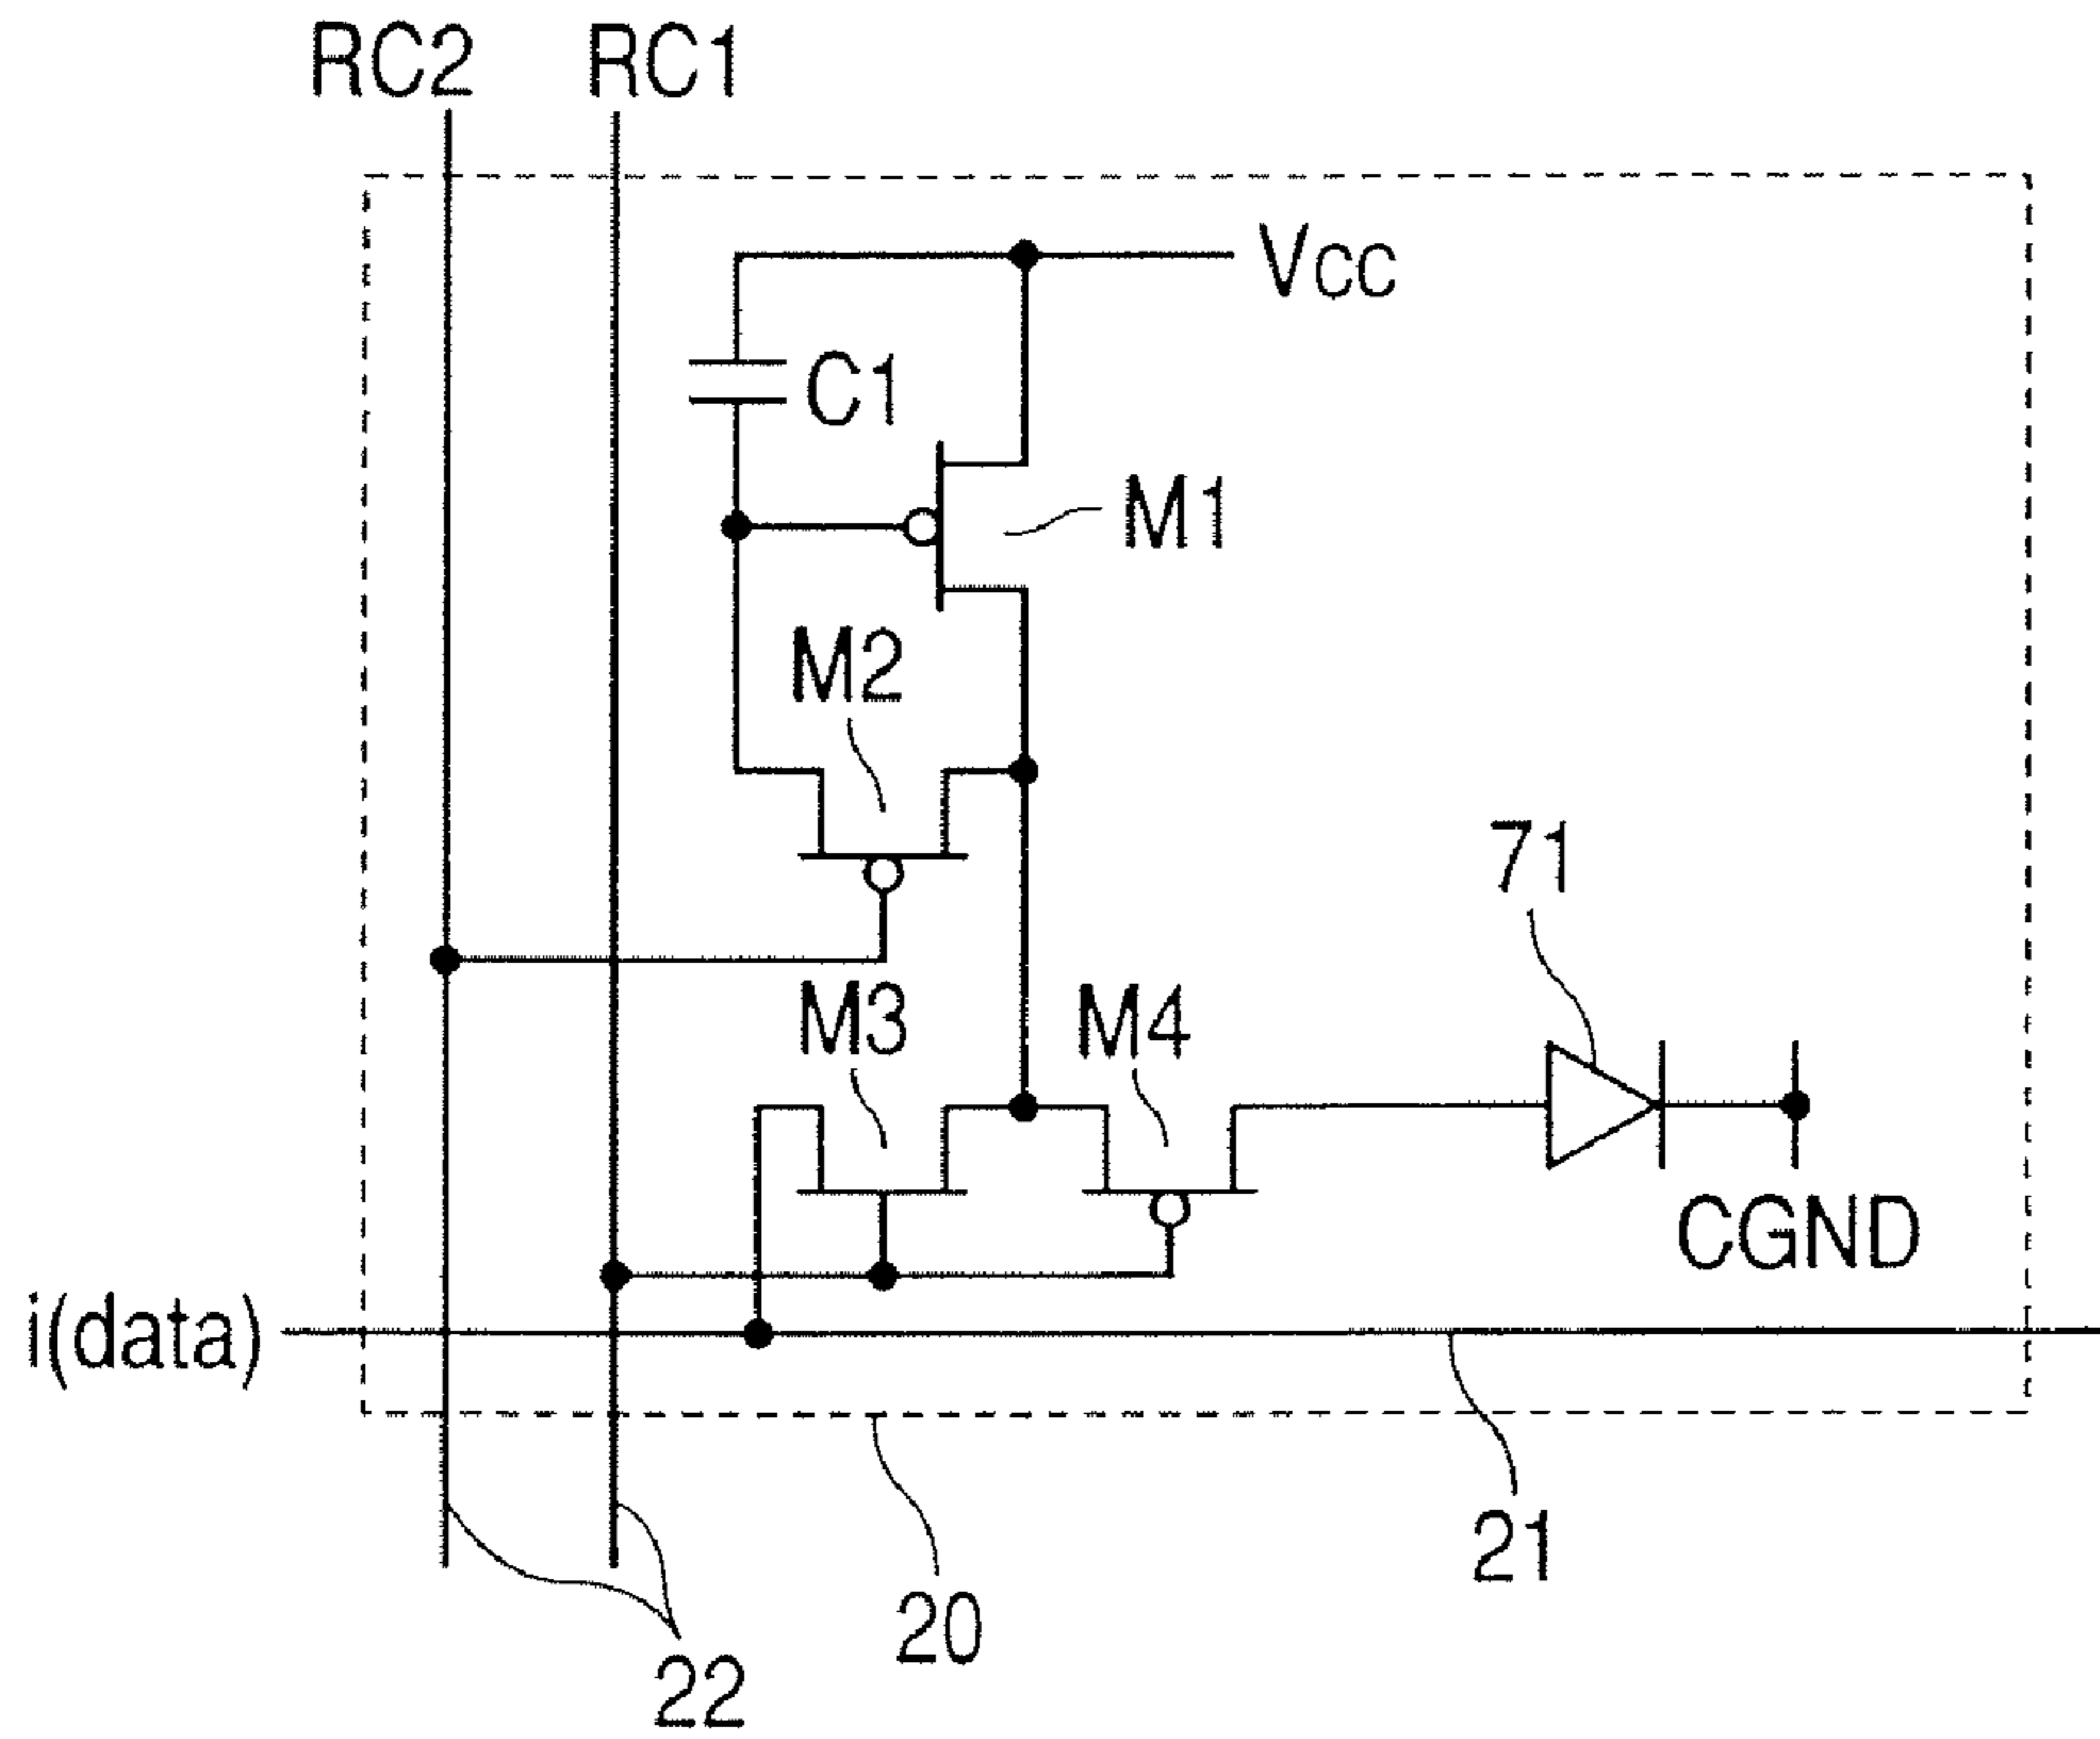 RC2 RC1
Vcc
C1
M1
M2
71
M3 M4
CGND
i(data)
21
20
22